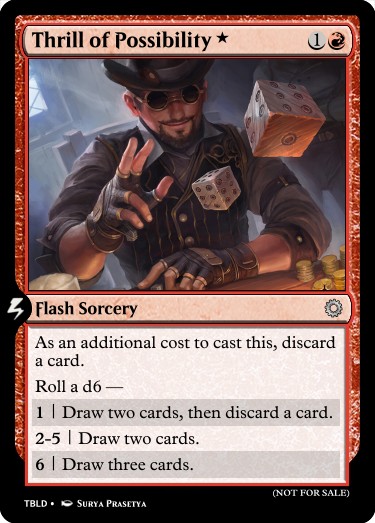 Thrill of Possibility ★ 1
Flash Sorcery
As an additional cost to cast this, discard
a card.
Roll a d6 —
1 | Draw two cards, then discard a card.
2-5 | Draw two cards.
6 | Draw three cards.
(NOT FOR SALE)
TBLD • Surya Prasetya